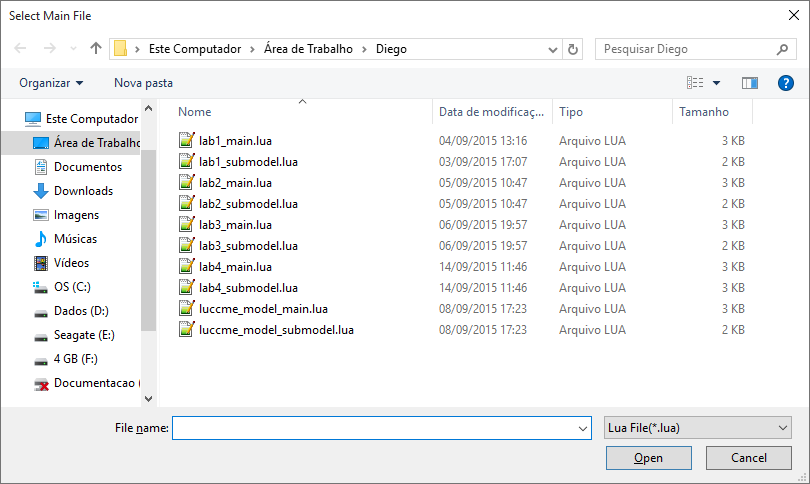 Select Main File
Este Computador > Área de Trabalho > Diego
Pesquisar Diego
Organizar
Nova pasta
Nome
Data de modificaç...
Tipo
Tamanho
Este Computador
Área de Trabalho
Documentos
Downloads
Imagens
Músicas
Vídeos
OS (C:)
Dados (D:)
Seagate (E:)
4 GB (F:)
Documentacao (
lab1_main.lua 04/09/2015 13:16 Arquivo LUA 3 KB
lab1_submodel.lua 03/09/2015 17:07 Arquivo LUA 2 KB
lab2_main.lua 05/09/2015 10:47 Arquivo LUA 3 KB
lab2_submodel.lua 05/09/2015 10:47 Arquivo LUA 2 KB
lab3_main.lua 06/09/2015 19:57 Arquivo LUA 3 KB
lab3_submodel.lua 06/09/2015 19:57 Arquivo LUA 2 KB
lab4_main.lua 14/09/2015 11:46 Arquivo LUA 3 KB
lab4_submodel.lua 14/09/2015 11:46 Arquivo LUA 2 KB
luccme_model_main.lua 08/09/2015 17:23 Arquivo LUA 3 KB
luccme_model_submodel.lua 08/09/2015 17:23 Arquivo LUA 2 KB
File name:
Lua File(*.lua)
Open
Cancel